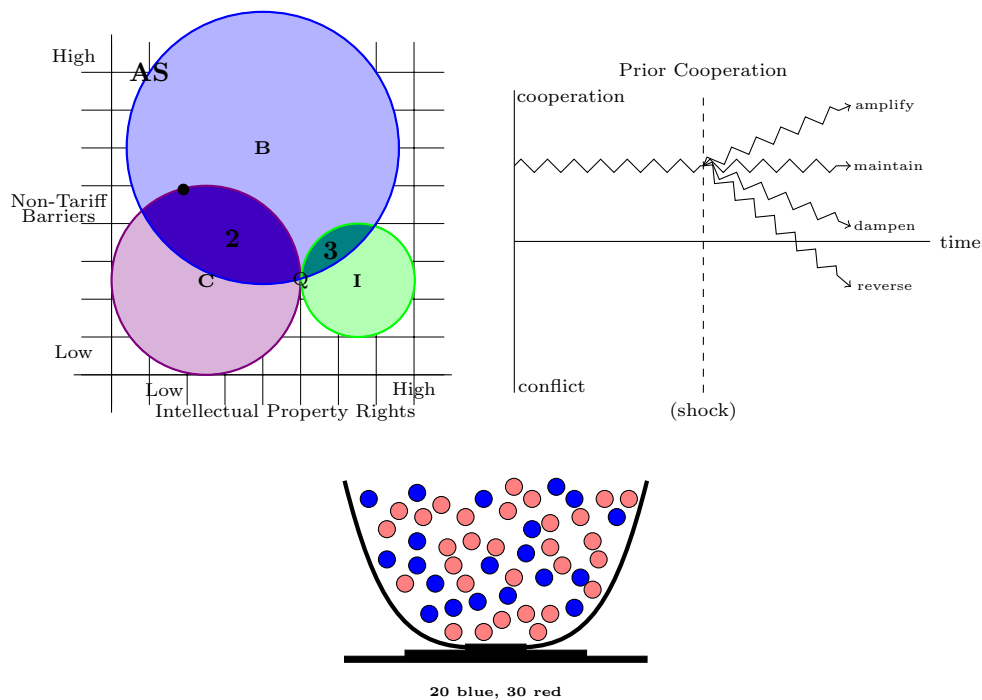 High
AS
B
Non-Tariff
Barriers
2
3
C
Q
I
Low
Low
High
Intellectual Property Rights
Prior Cooperation
cooperation
amplify
maintain
dampen
time
reverse
conflict
(shock)
20 blue, 30 red